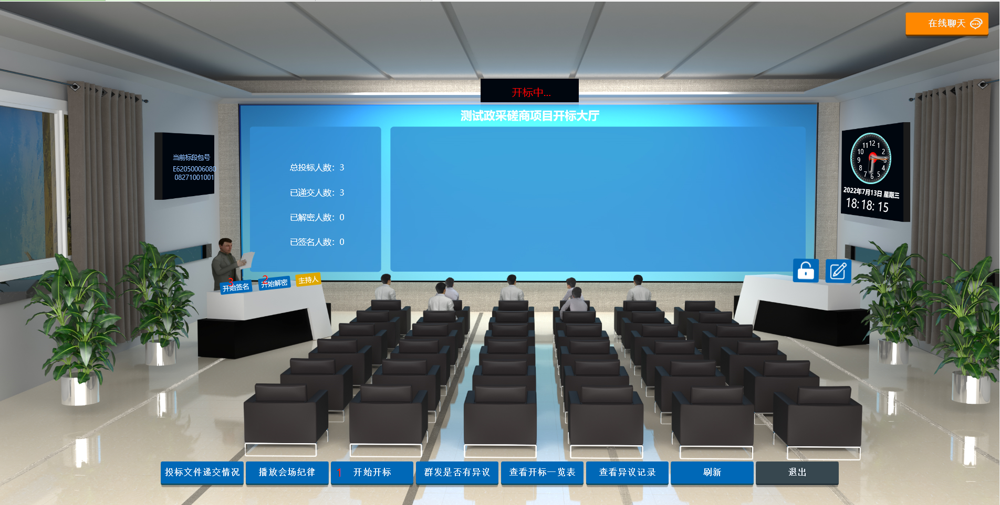 在线聊天
开标中...
测试政采磋商项目开标大厅
总投标人数：3
已递交人数：3
已解密人数：0
已签名人数：0
当前标段包号
E62050006080
08271001001
12
1
2
3
4
5
6
7
8
9
10
11
2022年7月13日 星期三
18:18:15
3
开始签名
2
开始解密
主持人
投标文件递交情况
播放会场纪律
1 开始开标
群发是否有异议
查看开标一览表
查看异议记录
刷新
退出